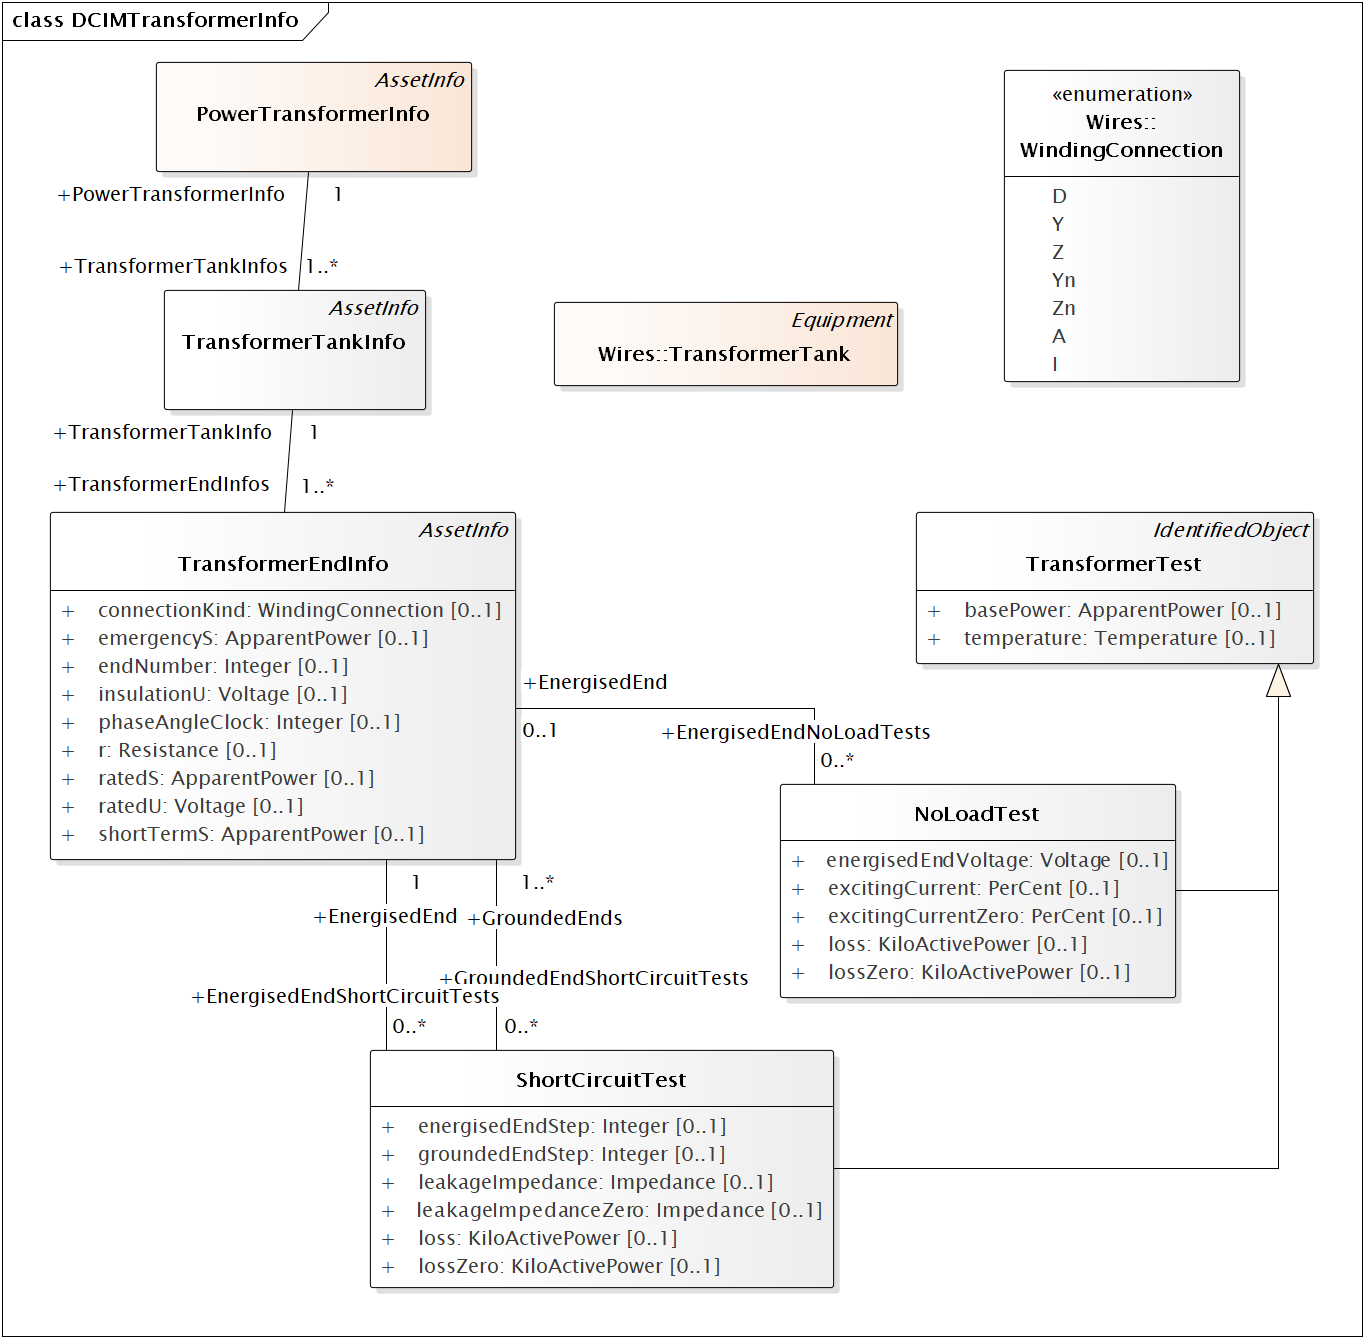 class DCIMTransformerInfo
AssetInfo
PowerTransformerInfo
+PowerTransformerInfo 1
+TransformerTankInfos 1..*
AssetInfo
TransformerTankInfo
+TransformerTankInfo 1
+TransformerEndInfos 1..*
Equipment
Wires::TransformerTank
«enumeration»
Wires::
WindingConnection
D
Y
Z
Yn
Zn
A
I
AssetInfo
TransformerEndInfo
+ connectionKind: WindingConnection [0..1]
+ emergencyS: ApparentPower [0..1]
+ endNumber: Integer [0..1]
+ insulationU: Voltage [0..1]
+ phaseAngleClock: Integer [0..1]
+ r: Resistance [0..1]
+ ratedS: ApparentPower [0..1]
+ ratedU: Voltage [0..1]
+ shortTermS: ApparentPower [0..1]
IdentifiedObject
TransformerTest
+ basePower: ApparentPower [0..1]
+ temperature: Temperature [0..1]
+EnergisedEnd
0..1
+EnergisedEndNoLoadTests
0..*
NoLoadTest
+ energisedEndVoltage: Voltage [0..1]
+ excitingCurrent: PerCent [0..1]
+ excitingCurrentZero: PerCent [0..1]
+ loss: KiloActivePower [0..1]
+ lossZero: KiloActivePower [0..1]
1 1..*
+EnergisedEnd +GroundedEnds
+GroundedEndShortCircuitTests
+EnergisedEndShortCircuitTests
0..* 0..*
ShortCircuitTest
+ energisedEndStep: Integer [0..1]
+ groundedEndStep: Integer [0..1]
+ leakageImpedance: Impedance [0..1]
+ leakageImpedanceZero: Impedance [0..1]
+ loss: KiloActivePower [0..1]
+ lossZero: KiloActivePower [0..1]